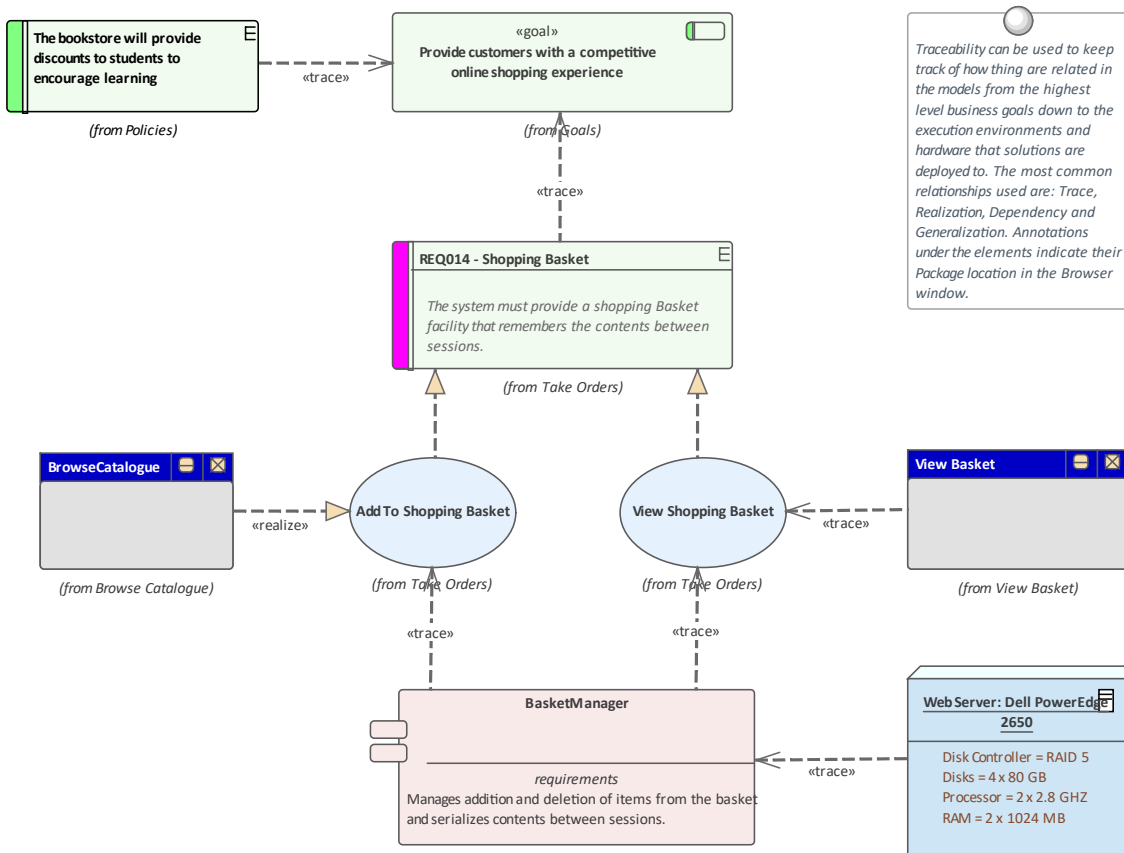 The bookstore will provide
discounts to students to
encourage learning
(from Policies)
«trace»
«goal»
Provide customers with a competitive
online shopping experience
(from Goals)
Traceability can be used to keep
track of how thing are related in
the models from the highest
level business goals down to the
execution environments and
hardware that solutions are
deployed to. The most common
relationships used are: Trace,
Realization, Dependency and
Generalization. Annotations
under the elements indicate their
Package location in the Browser
window.
«trace»
REQ014 - Shopping Basket
The system must provide a shopping Basket
facility that remembers the contents between
sessions.
(from Take Orders)
BrowseCatalogue
(from Browse Catalogue)
«realize»
Add To Shopping Basket
(from Take Orders)
View Shopping Basket
(from Take Orders)
«trace»
View Basket
(from View Basket)
«trace»
«trace»
BasketManager
requirements
Manages addition and deletion of items from the basket
and serializes contents between sessions.
«trace»
Web Server: Dell PowerEdge
2650
Disk Controller = RAID 5
Disks = 4 x 80 GB
Processor = 2 x 2.8 GHZ
RAM = 2 x 1024 MB